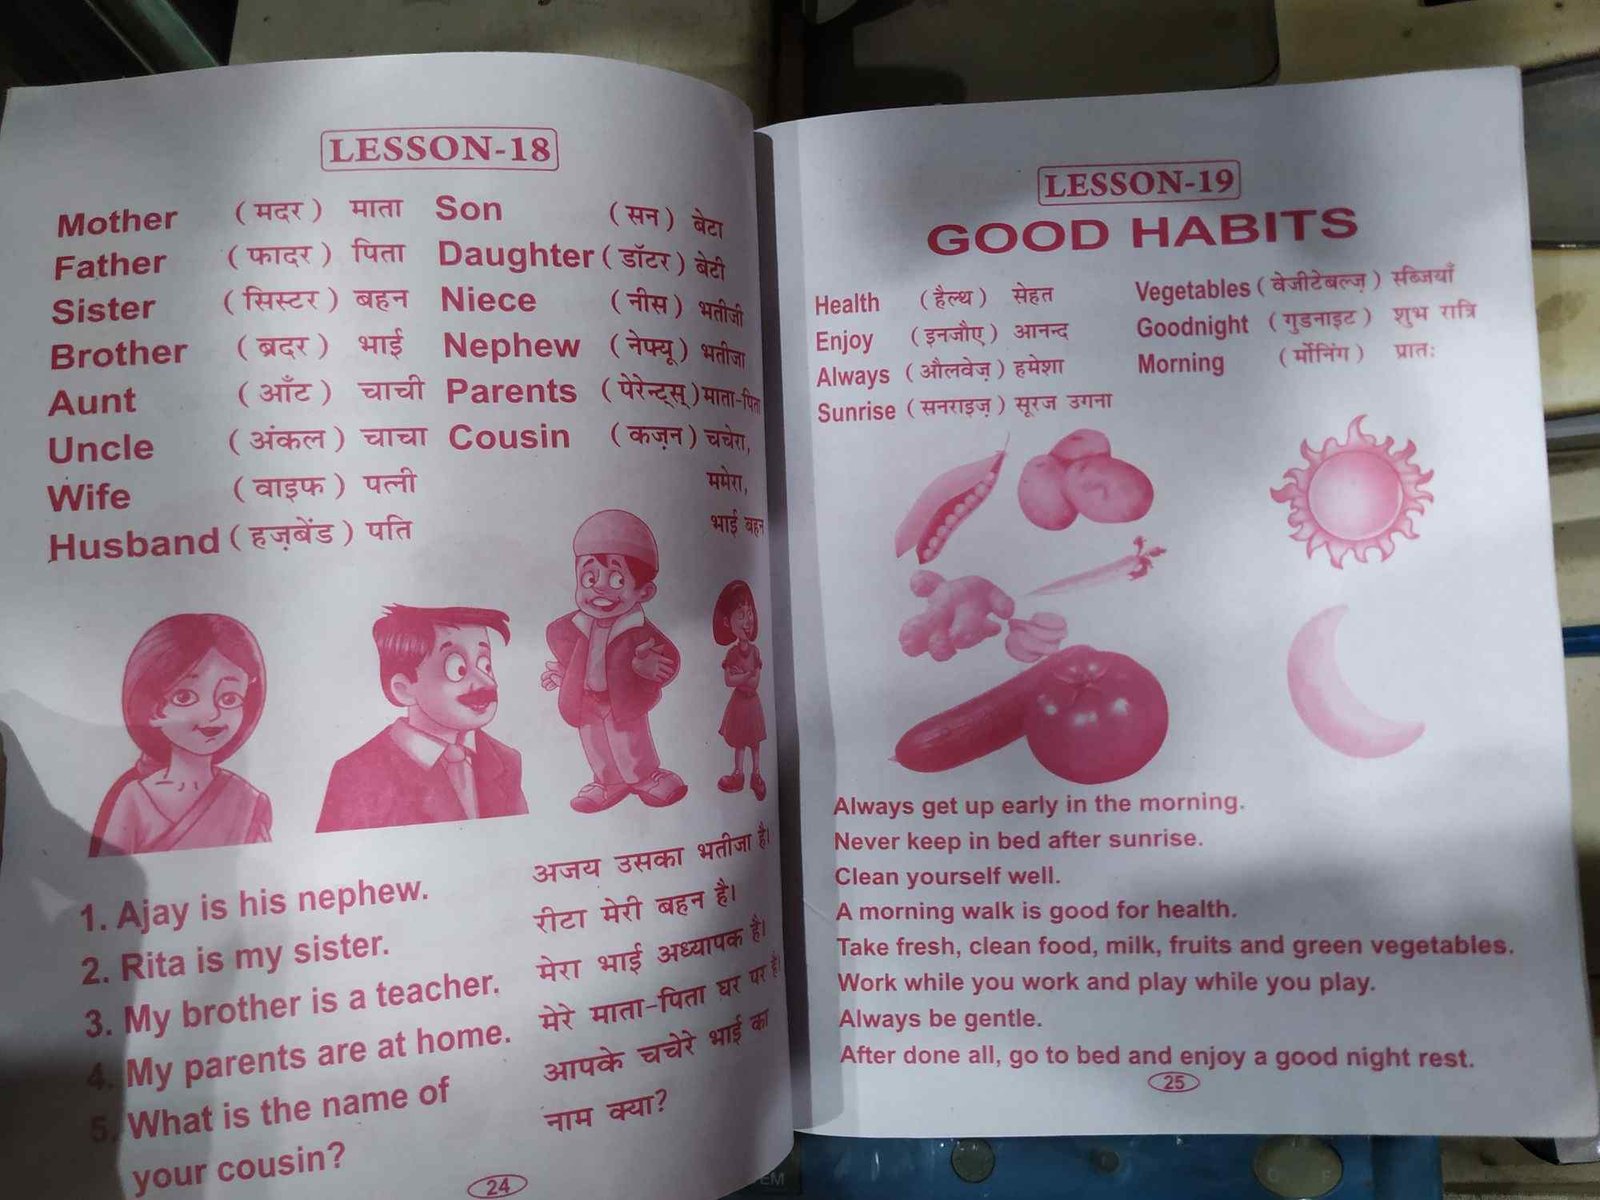 LESSON-18
Mother ( मदर ) माता Son ( सन ) बेटा
Father ( फादर ) पिता Daughter ( डॉटर ) बेटी
Sister ( सिस्टर ) बहन Niece ( नीस ) भतीजी
Brother ( ब्रदर ) भाई Nephew ( नेफ्यू ) भतीजा
Aunt ( आँट ) चाची Parents ( पेरेन्ट्स् ) माता-पिता
Uncle ( अंकल ) चाचा Cousin ( कज़न ) चचेरा,
Wife ( वाइफ ) पत्नी ममेरा,
Husband ( हज़बेंड ) पति भाई बहन
1. Ajay is his nephew. अजय उसका भतीजा है।
2. Rita is my sister. रीटा मेरी बहन है।
3. My brother is a teacher. मेरा भाई अध्यापक है।
4. My parents are at home. मेरे माता-पिता घर पर है।
5. What is the name of आपके चचेरे भाई का
your cousin? नाम क्या?
24
LESSON-19
GOOD HABITS
Health ( हैल्थ ) सेहत Vegetables ( वेजीटेबल्ज़ ) सब्जियाँ
Enjoy ( इनजौए ) आनन्द Goodnight ( गुडनाइट ) शुभ रात्रि
Always ( औलवेज़ ) हमेशा Morning ( र्मोनिंग ) प्रातः
Sunrise ( सनराइज़ ) सूरज उगना
Always get up early in the morning.
Never keep in bed after sunrise.
Clean yourself well.
A morning walk is good for health.
Take fresh, clean food, milk, fruits and green vegetables.
Work while you work and play while you play.
Always be gentle.
After done all, go to bed and enjoy a good night rest.
25